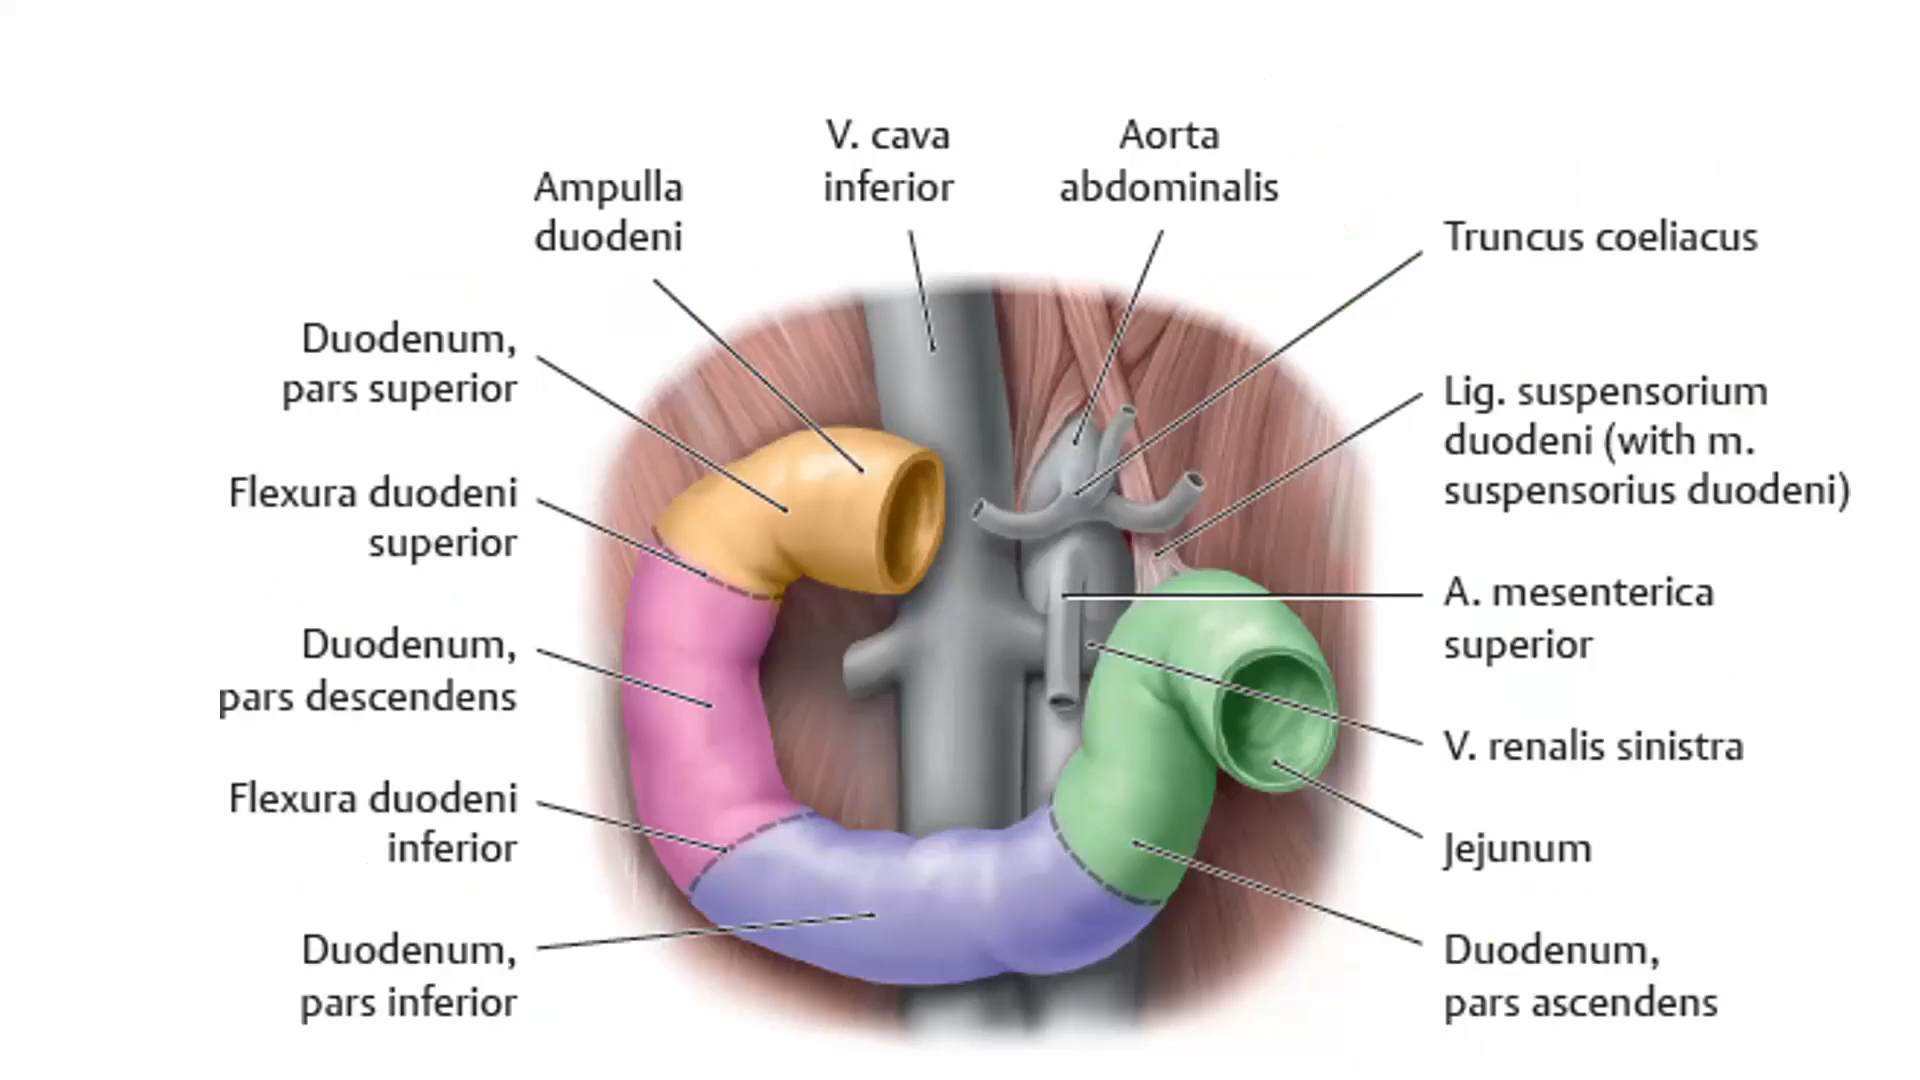 V. cava
inferior
Aorta
abdominalis
Ampulla
duodeni
Truncus coeliacus
Duodenum,
pars superior
Lig. suspensorium
duodeni (with m.
suspensorius duodeni)
Flexura duodeni
superior
A. mesenterica
superior
Duodenum,
pars descendens
V. renalis sinistra
Flexura duodeni
inferior
Jejunum
Duodenum,
pars inferior
Duodenum,
pars ascendens